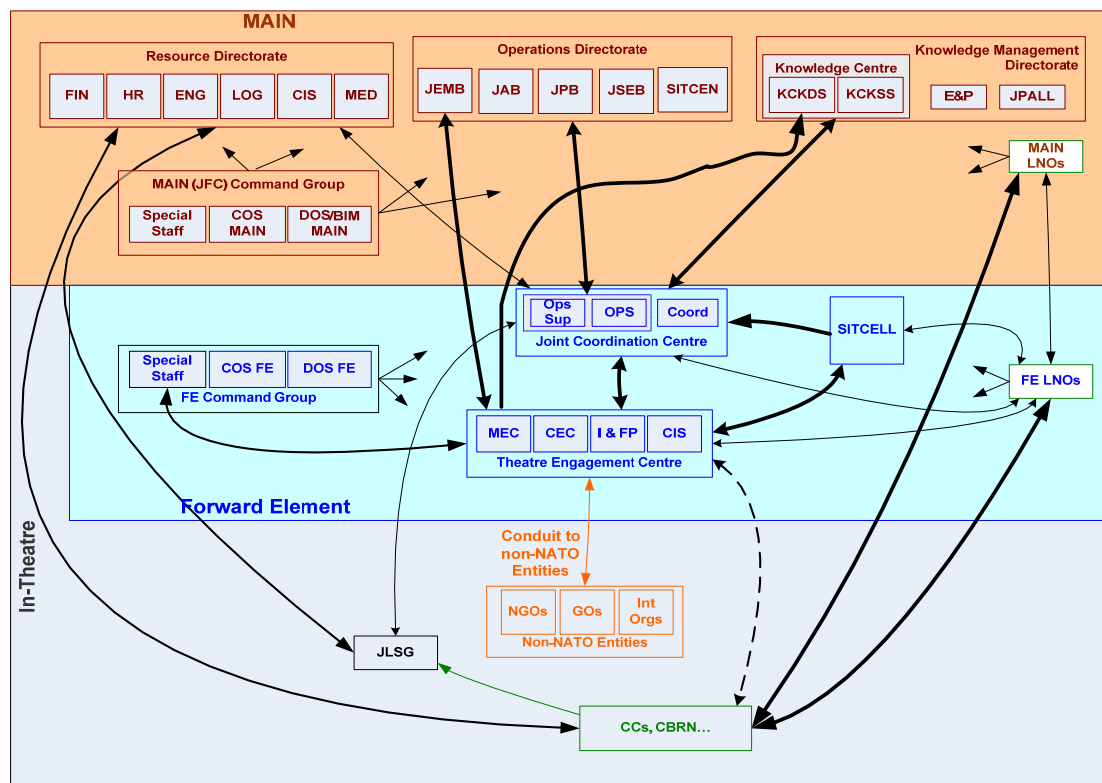 MAIN
Resource Directorate
FIN
HR
ENG
LOG
CIS
MED
Operations Directorate
JEMB
JAB
JPB
JSEB
SITCEN
Knowledge Management
Directorate
Knowledge Centre
KCKDS
KCKSS
E&P
JPALL
MAIN
LNOs
MAIN (JFC) Command Group
Special
Staff
COS
MAIN
DOS/BIM
MAIN
Ops
Sup
OPS
Coord
Joint Coordination Centre
SITCELL
Special
Staff
COS FE
DOS FE
FE Command Group
FE LNOs
MEC
CEC
I & FP
CIS
Theatre Engagement Centre
Forward Element
In-Theatre
Conduit to
non-NATO
Entities
NGOs
GOs
Int
Orgs
Non-NATO Entities
JLSG
CCs, CBRN…